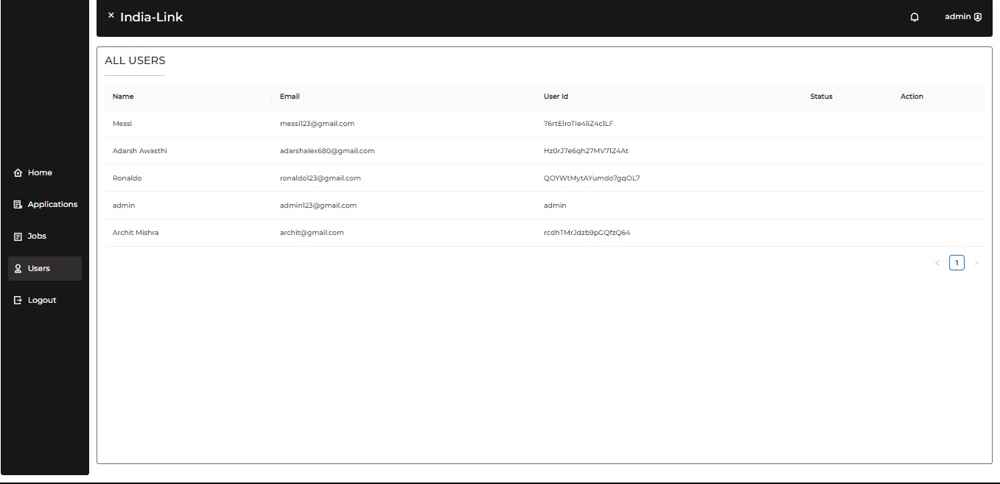 × India-Link
admin
Home
Applications
Jobs
Users
Logout
ALL USERS
Name Email User Id Status Action
Messi messi123@gmail.com 76rtEIroTIe4liZ4c1LF
Adarsh Awasthi adarshalex680@gmail.com Hz0rJ7e6qh27MV71Z4At
Ronaldo ronaldo123@gmail.com QOYWtMytAYumdo7gqOL7
admin admin123@gmail.com admin
Archit Mishra archit@gmail.com rcdhTMrJdzb9pGQfzQ64
< 1 >